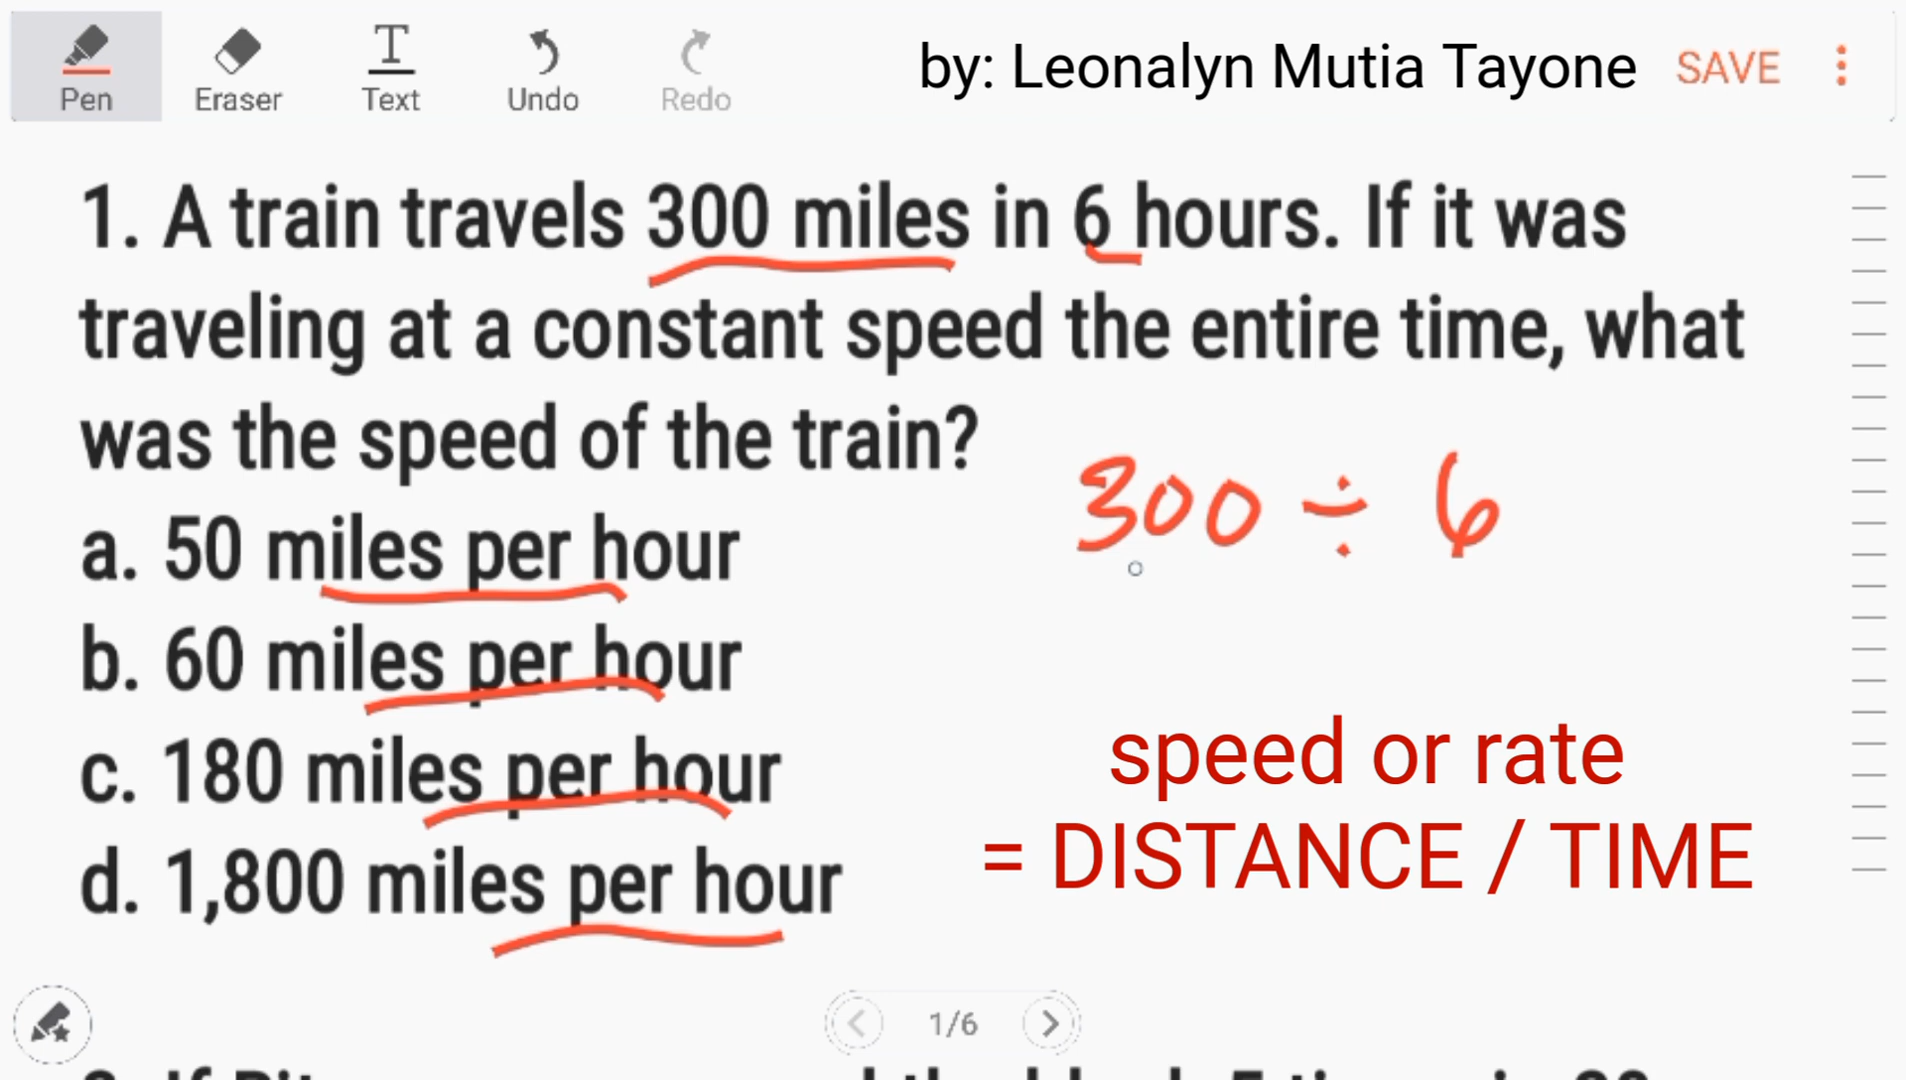 by: Leonalyn Mutia Tayone SAVE
Pen Eraser Text Undo Redo
1. A train travels 300 miles in 6 hours. If it was
traveling at a constant speed the entire time, what
was the speed of the train?
300 ÷ 6
a. 50 miles per hour
b. 60 miles per hour
c. 180 miles per hour
d. 1,800 miles per hour
speed or rate
= DISTANCE / TIME
1/6